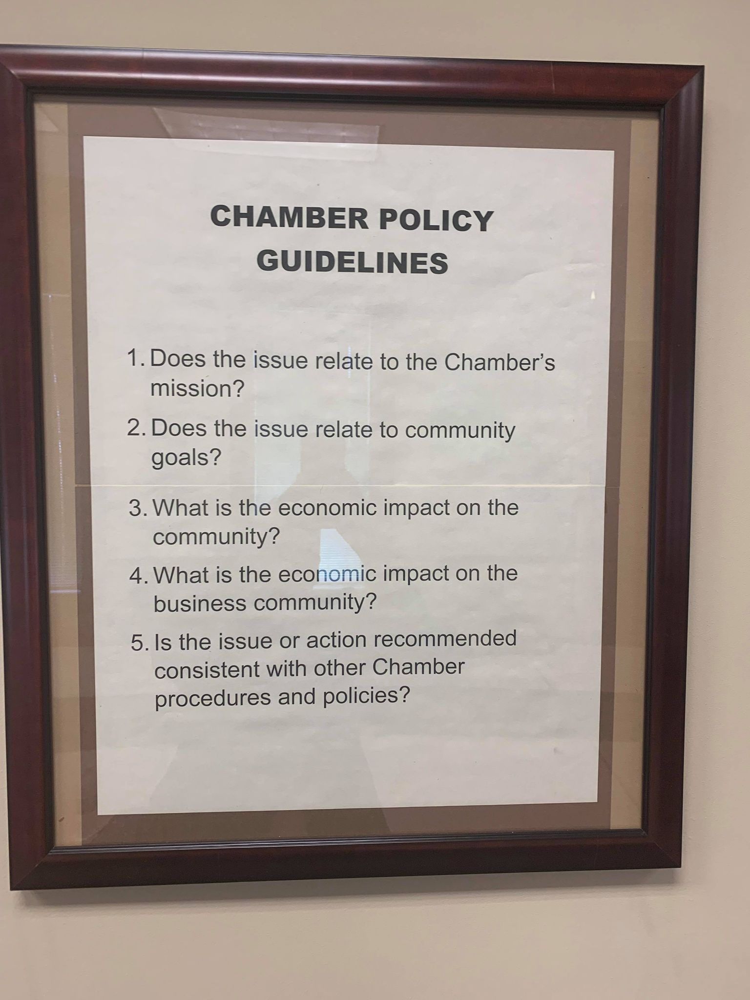 CHAMBER POLICY
GUIDELINES
1. Does the issue relate to the Chamber's
mission?
2. Does the issue relate to community
goals?
3. What is the economic impact on the
community?
4. What is the economic impact on the
business community?
5. Is the issue or action recommended
consistent with other Chamber
procedures and policies?